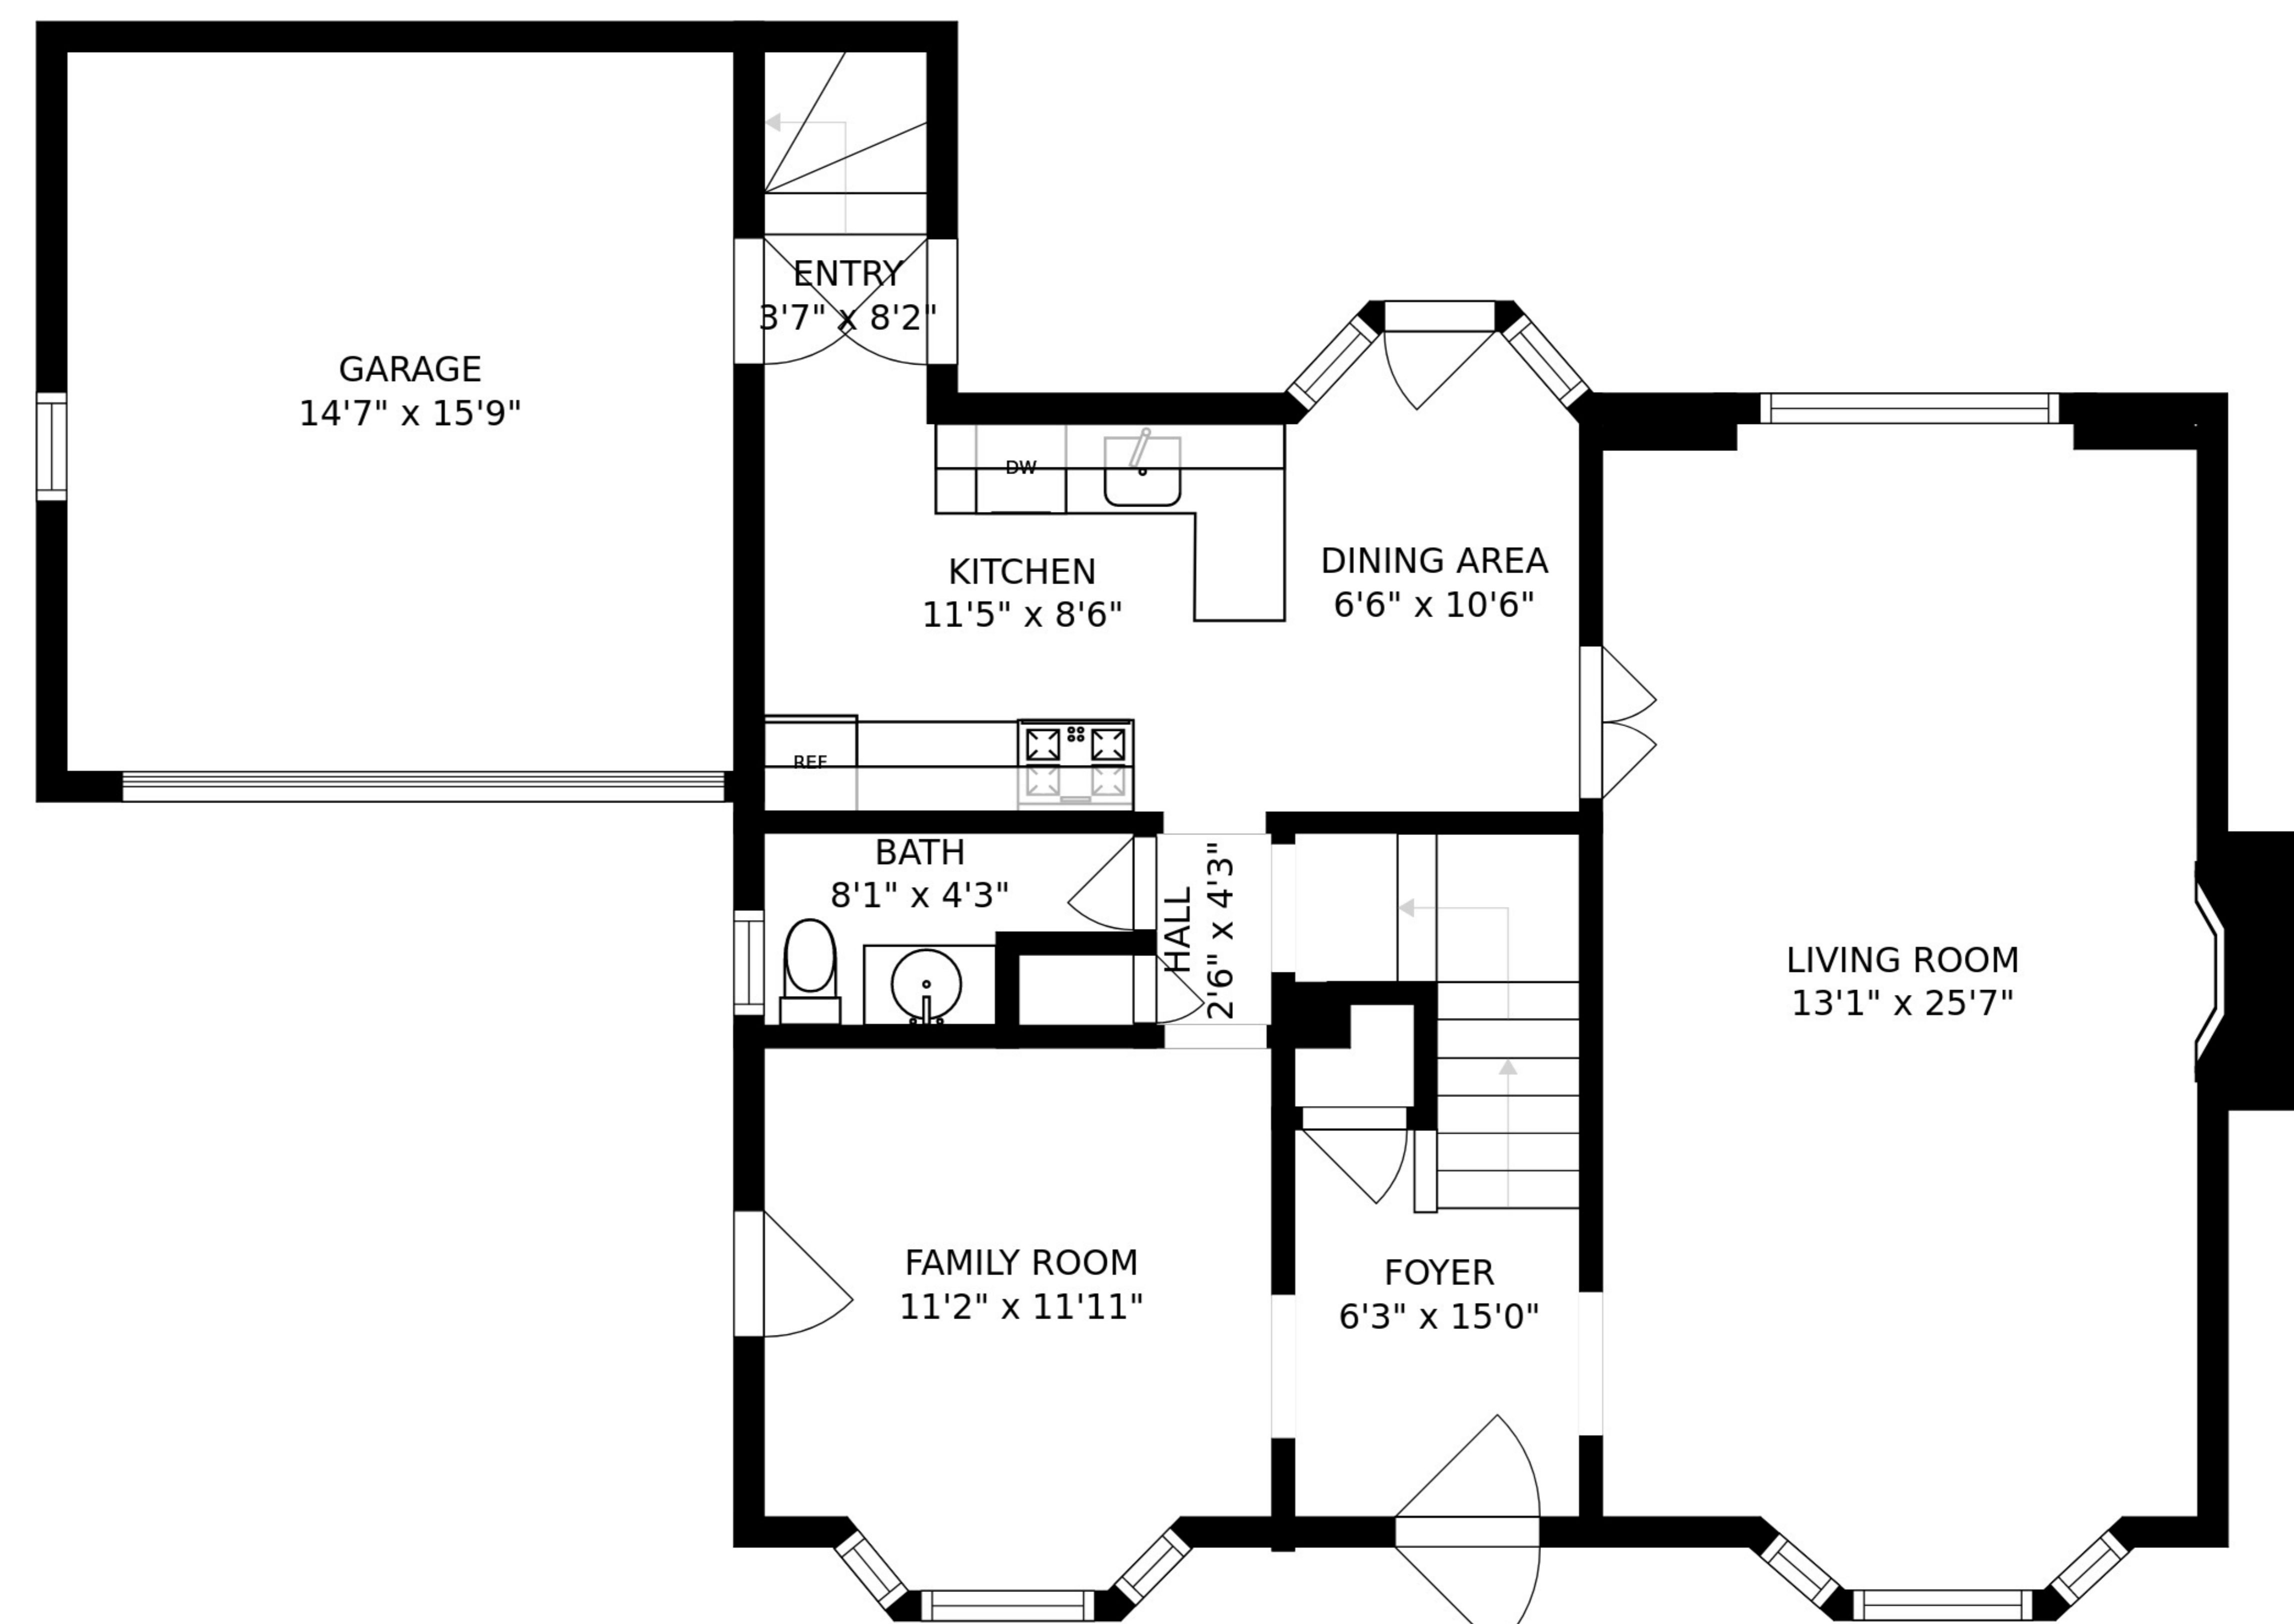 ENTRY
3'7" x 8'2"
GARAGE
14'7" x 15'9"
DW
KITCHEN
11'5" x 8'6"
DINING AREA
6'6" x 10'6"
REF
BATH
8'1" x 4'3"
HALL
2'6" x 4'3"
LIVING ROOM
13'1" x 25'7"
FAMILY ROOM
11'2" x 11'11"
FOYER
6'3" x 15'0"